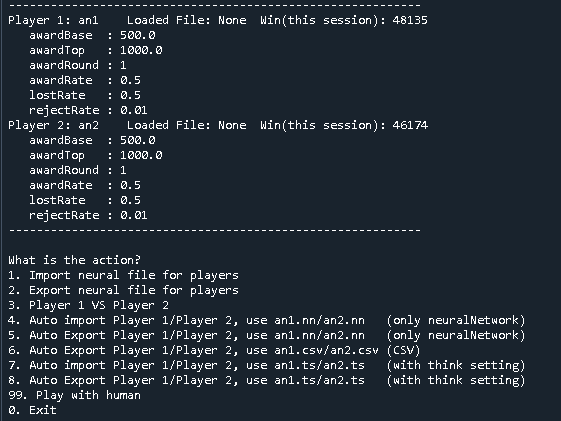 ------------------------------------------------------------
Player 1: an1    Loaded File: None  Win(this session): 48135
   awardBase  : 500.0
   awardTop   : 1000.0
   awardRound : 1
   awardRate  : 0.5
   lostRate   : 0.5
   rejectRate : 0.01
Player 2: an2    Loaded File: None  Win(this session): 46174
   awardBase  : 500.0
   awardTop   : 1000.0
   awardRound : 1
   awardRate  : 0.5
   lostRate   : 0.5
   rejectRate : 0.01
------------------------------------------------------------
What is the action?
1. Import neural file for players
2. Export neural file for players
3. Player 1 VS Player 2
4. Auto import Player 1/Player 2, use an1.nn/an2.nn   (only neuralNetwork)
5. Auto Export Player 1/Player 2, use an1.nn/an2.nn   (only neuralNetwork)
6. Auto Export Player 1/Player 2, use an1.csv/an2.csv (CSV)
7. Auto import Player 1/Player 2, use an1.ts/an2.ts   (with think setting)
8. Auto Export Player 1/Player 2, use an1.ts/an2.ts   (with think setting)
99. Play with human
0. Exit